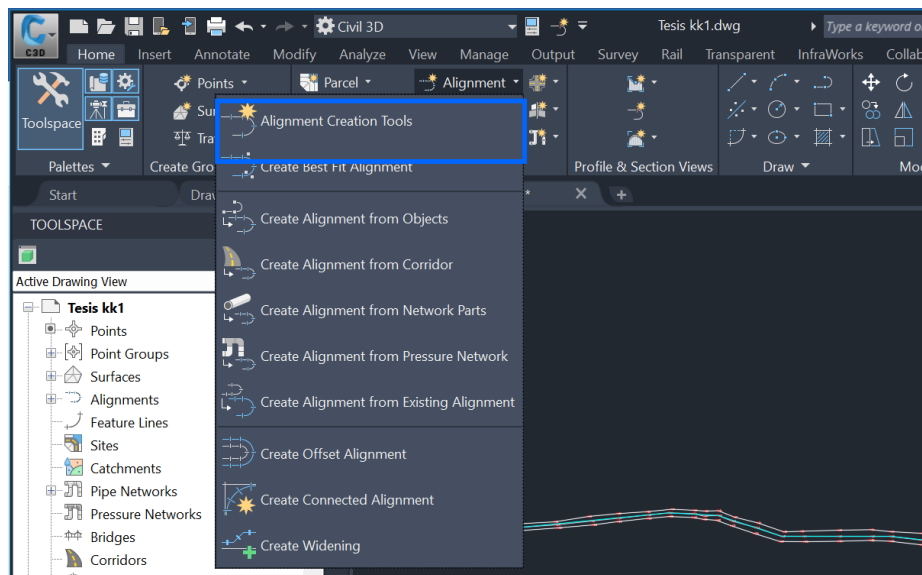 C3D
Civil 3D
Tesis kk1.dwg
Type a keyword o
Home Insert Annotate Modify Analyze View Manage Output Survey Rail Transparent InfraWorks Collab
Toolspace
Points
Parcel
Alignment
Su
Tra
Palettes
Create Gro
Profile & Section Views
Draw
Mo
Alignment Creation Tools
Create Best Fit Alignment
Create Alignment from Objects
Create Alignment from Corridor
Create Alignment from Network Parts
Create Alignment from Pressure Network
Create Alignment from Existing Alignment
Create Offset Alignment
Create Connected Alignment
Create Widening
Start
Draw
*
TOOLSPACE
Active Drawing View
Tesis kk1
Points
Point Groups
Surfaces
Alignments
Feature Lines
Sites
Catchments
Pipe Networks
Pressure Networks
Bridges
Corridors